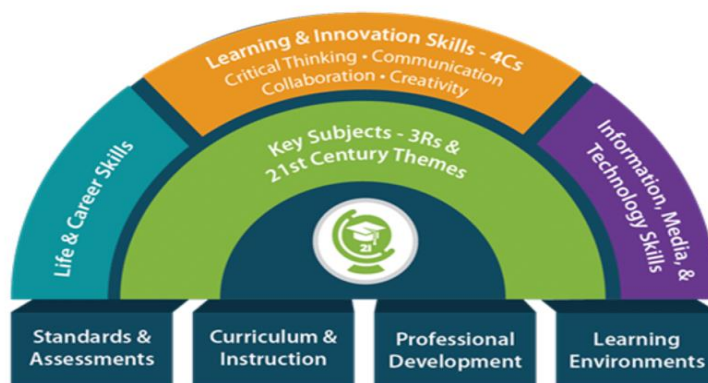 Learning & Innovation Skills - 4Cs
Critical Thinking • Communication
Collaboration • Creativity
Life & Career Skills
Key Subjects - 3Rs &
21st Century Themes
Information, Media, &
Technology Skills
21
Standards &
Assessments
Curriculum &
Instruction
Professional
Development
Learning
Environments